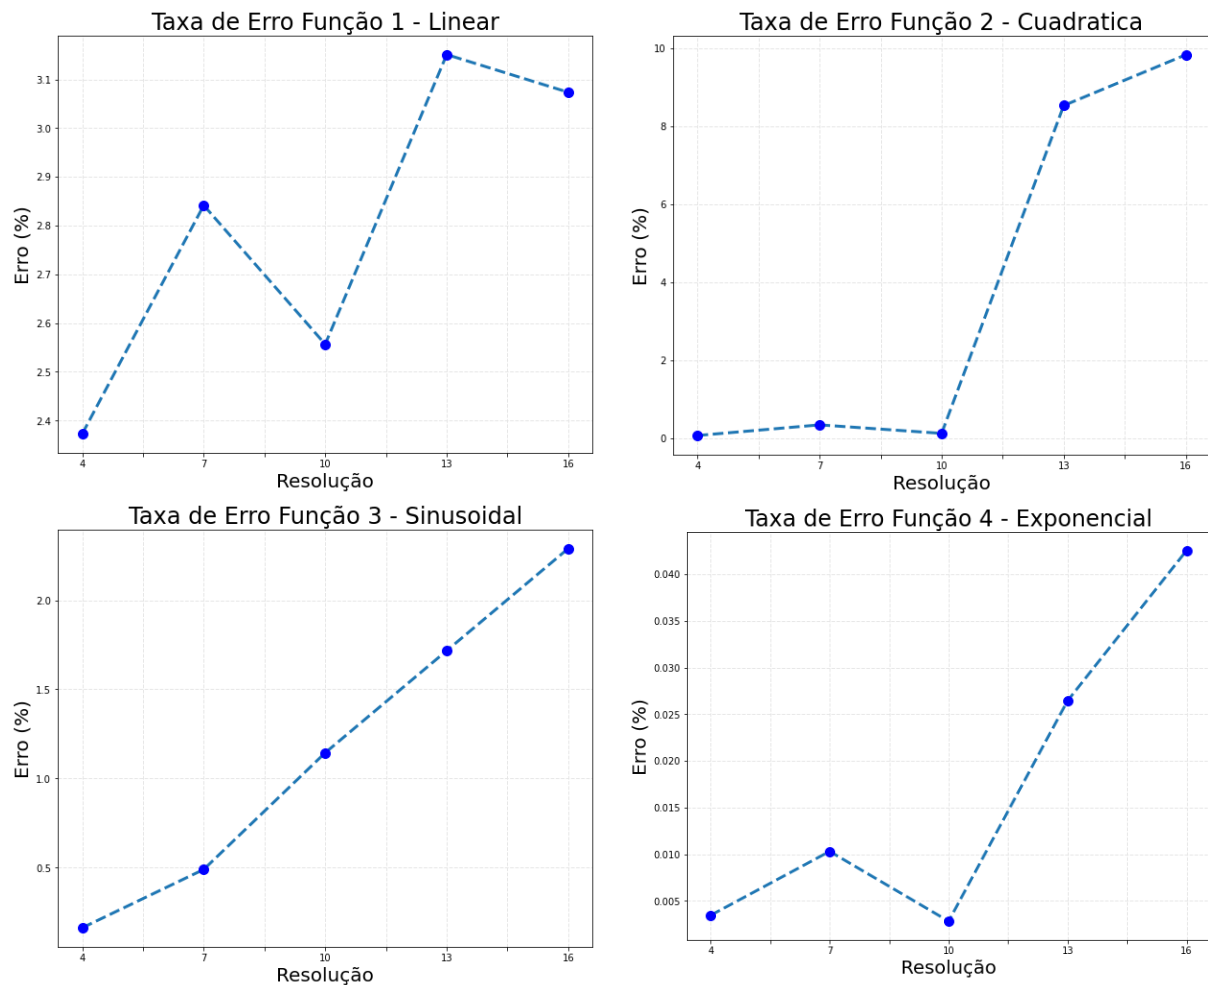 Taxa de Erro Função 1 - Linear
Erro (%)
3.1
3.0
2.9
2.8
2.7
2.6
2.5
2.4
4 7 10 13 16
Resolução
Taxa de Erro Função 2 - Cuadratica
Erro (%)
10
8
6
4
2
0
4 7 10 13 16
Resolução
Taxa de Erro Função 3 - Sinusoidal
Erro (%)
2.0
1.5
1.0
0.5
4 7 10 13 16
Resolução
Taxa de Erro Função 4 - Exponencial
Erro (%)
0.040
0.035
0.030
0.025
0.020
0.015
0.010
0.005
4 7 10 13 16
Resolução